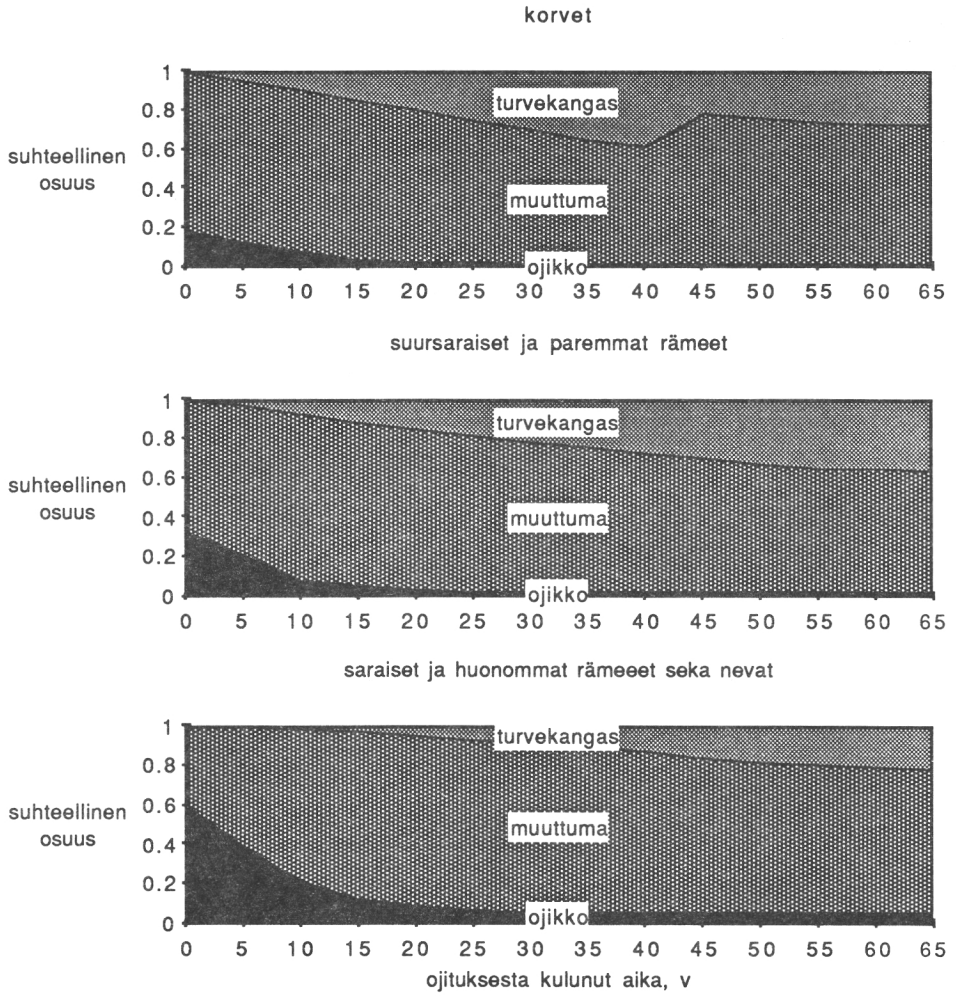 korvet
1
turvekangas
0.8
suhteellinen
0.6
osuus
0.4
muuttuma
0.2
0
ojikko
0 5 10 15 20 25 30 35 40 45 50 55 60 65
suursaraiset ja paremmat rämeet
1
turvekangas
0.8
suhteellinen
0.6
osuus
0.4
muuttuma
0.2
0
ojikko
0 5 10 15 20 25 30 35 40 45 50 55 60 65
saraiset ja huonommat rämeeet seka nevat
1
turvekangas
0.8
suhteellinen
0.6
osuus
muuttuma
0.4
0.2
0
ojikko
0 5 10 15 20 25 30 35 40 45 50 55 60 65
ojituksesta kulunut aika, v